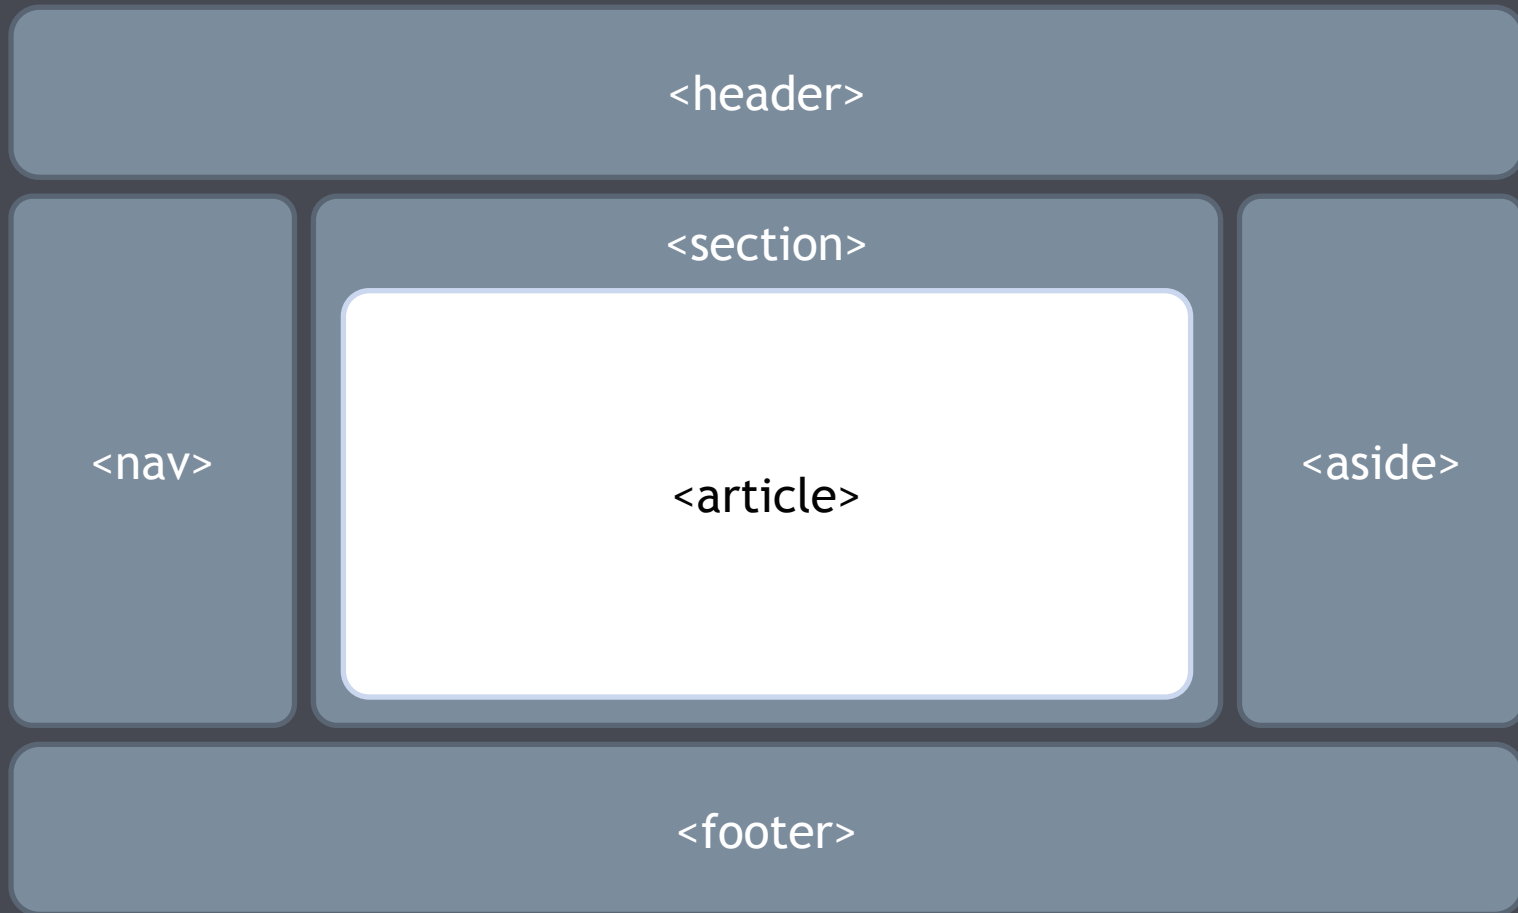 <header>
<section>
<nav>
<article>
<aside>
<footer>